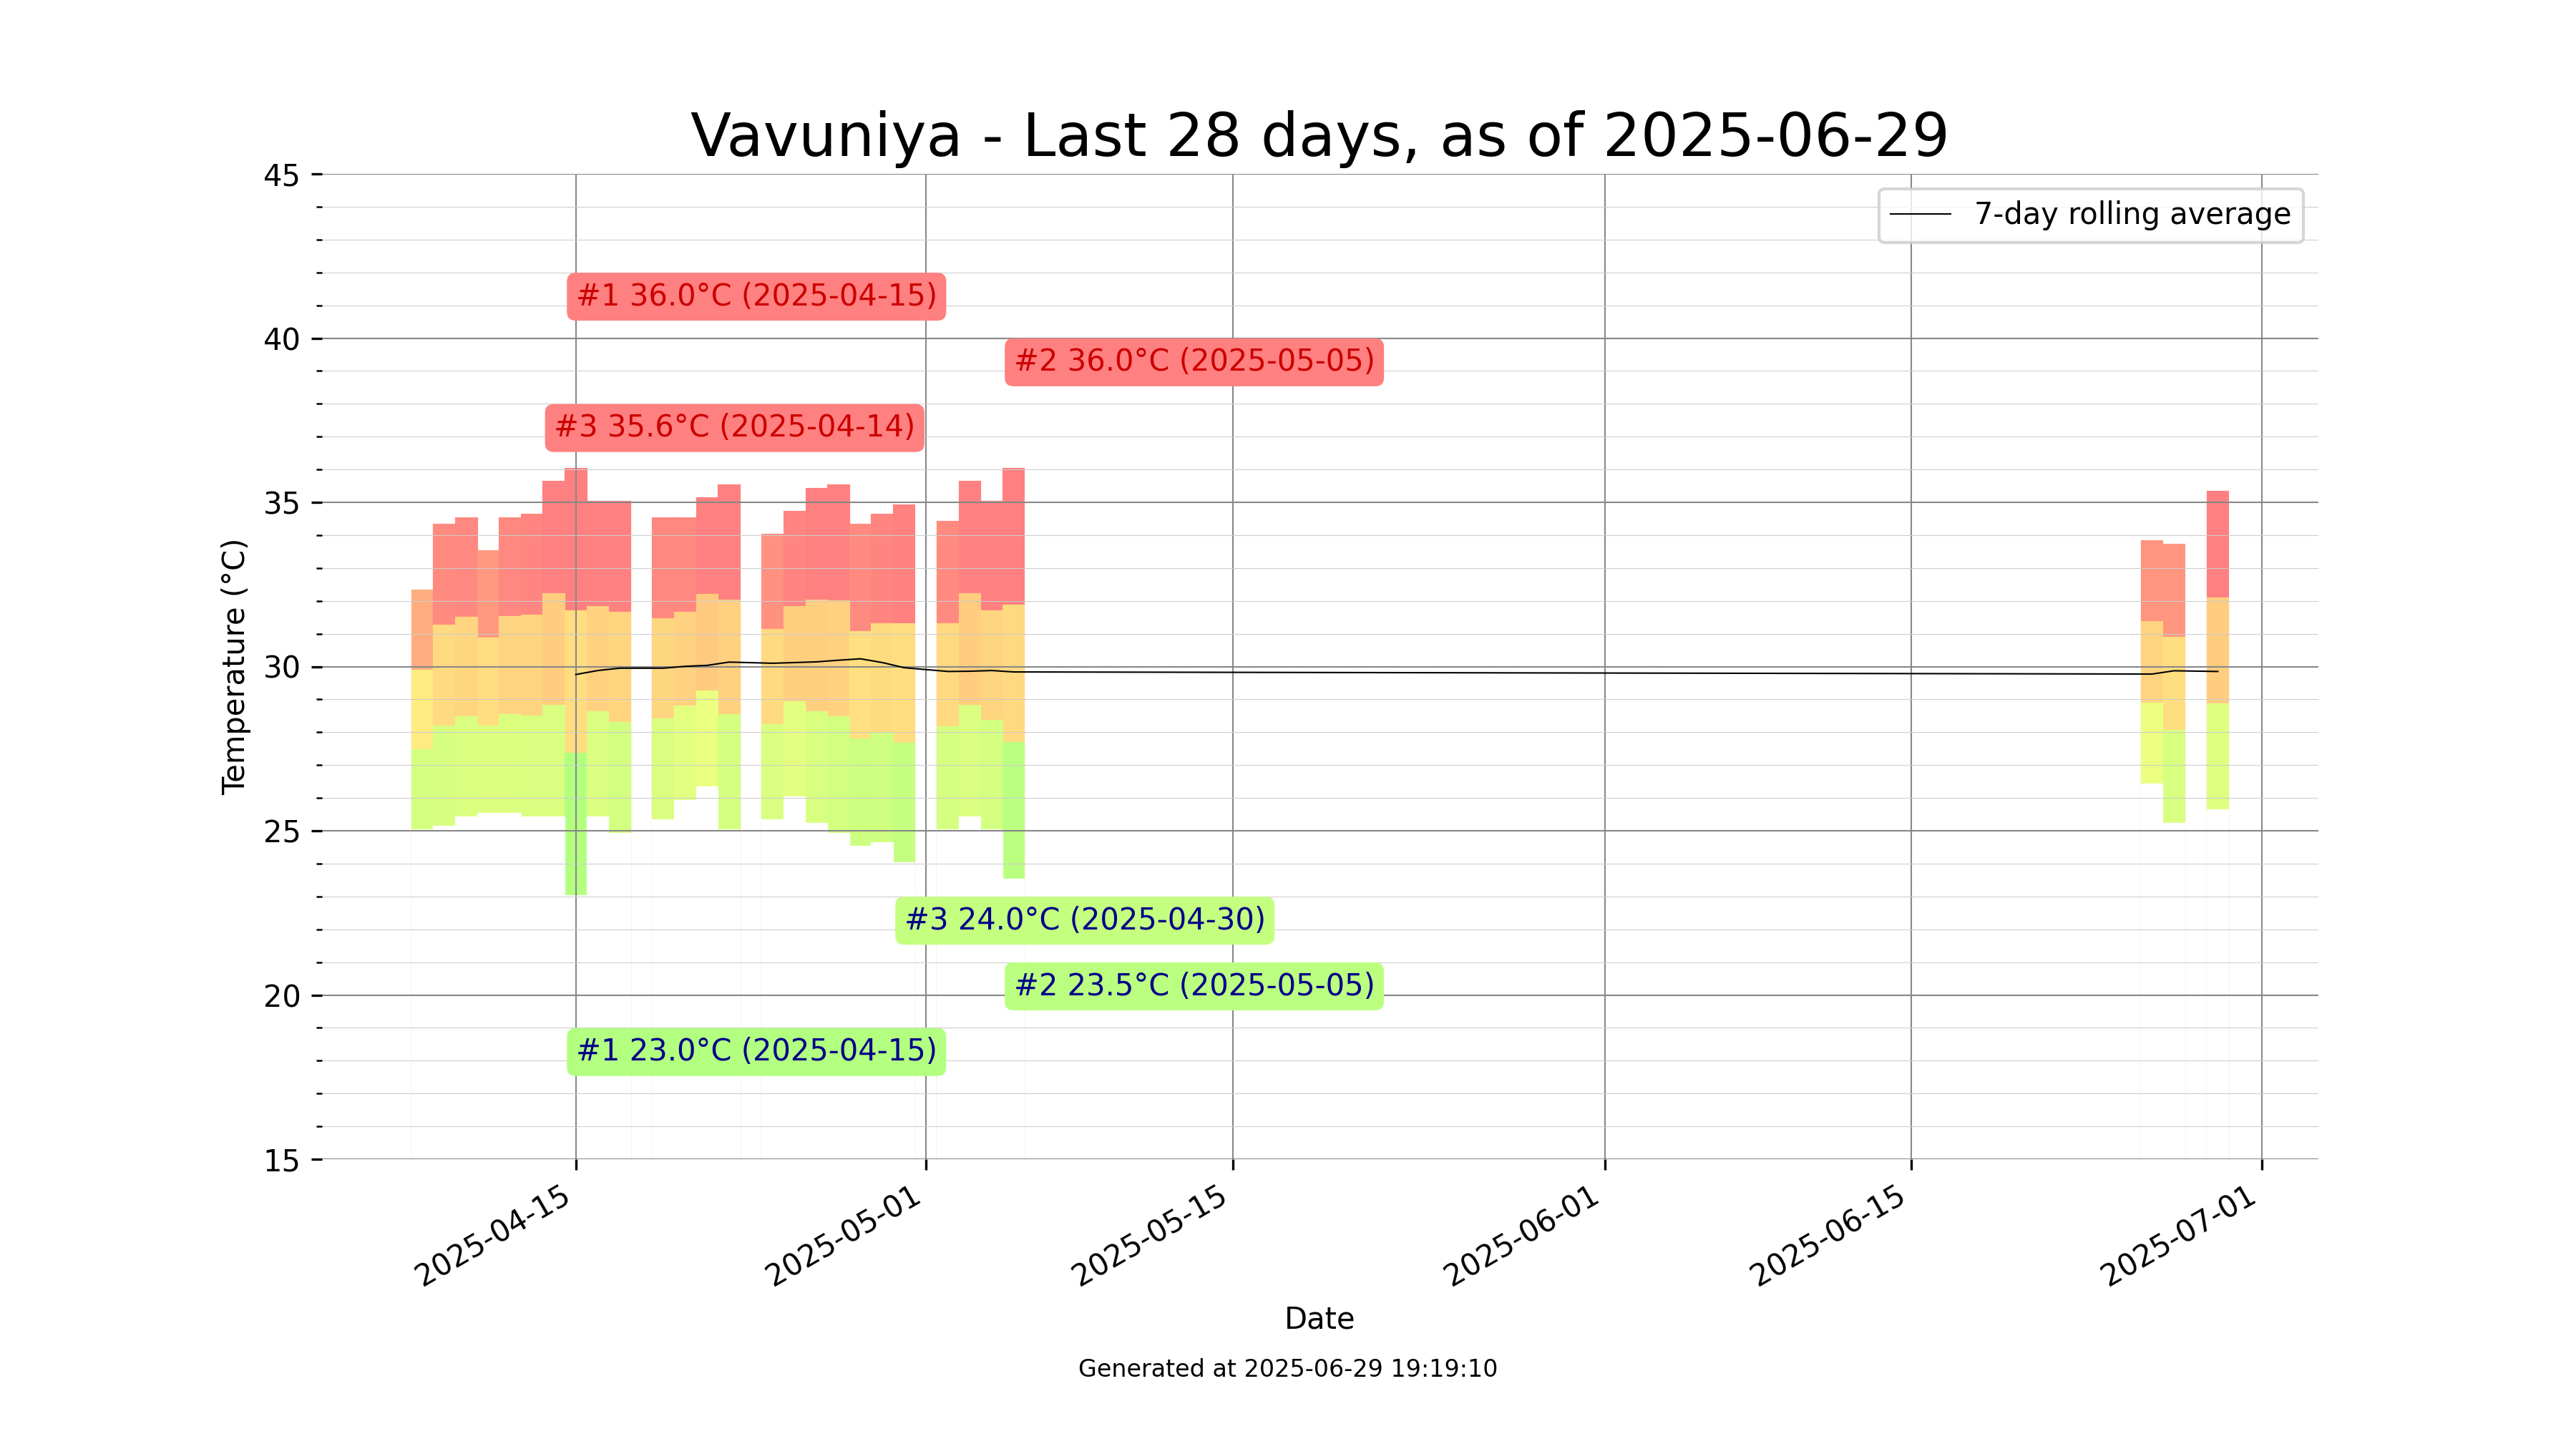 Vavuniya - Last 28 days, as of 2025-06-29
45
40
35
30
25
20
15
Temperature (°C)
7-day rolling average
#1 36.0°C (2025-04-15)
#2 36.0°C (2025-05-05)
#3 35.6°C (2025-04-14)
#3 24.0°C (2025-04-30)
#2 23.5°C (2025-05-05)
#1 23.0°C (2025-04-15)
2025-04-15
2025-05-01
2025-05-15
2025-06-01
2025-06-15
2025-07-01
Date
Generated at 2025-06-29 19:19:10